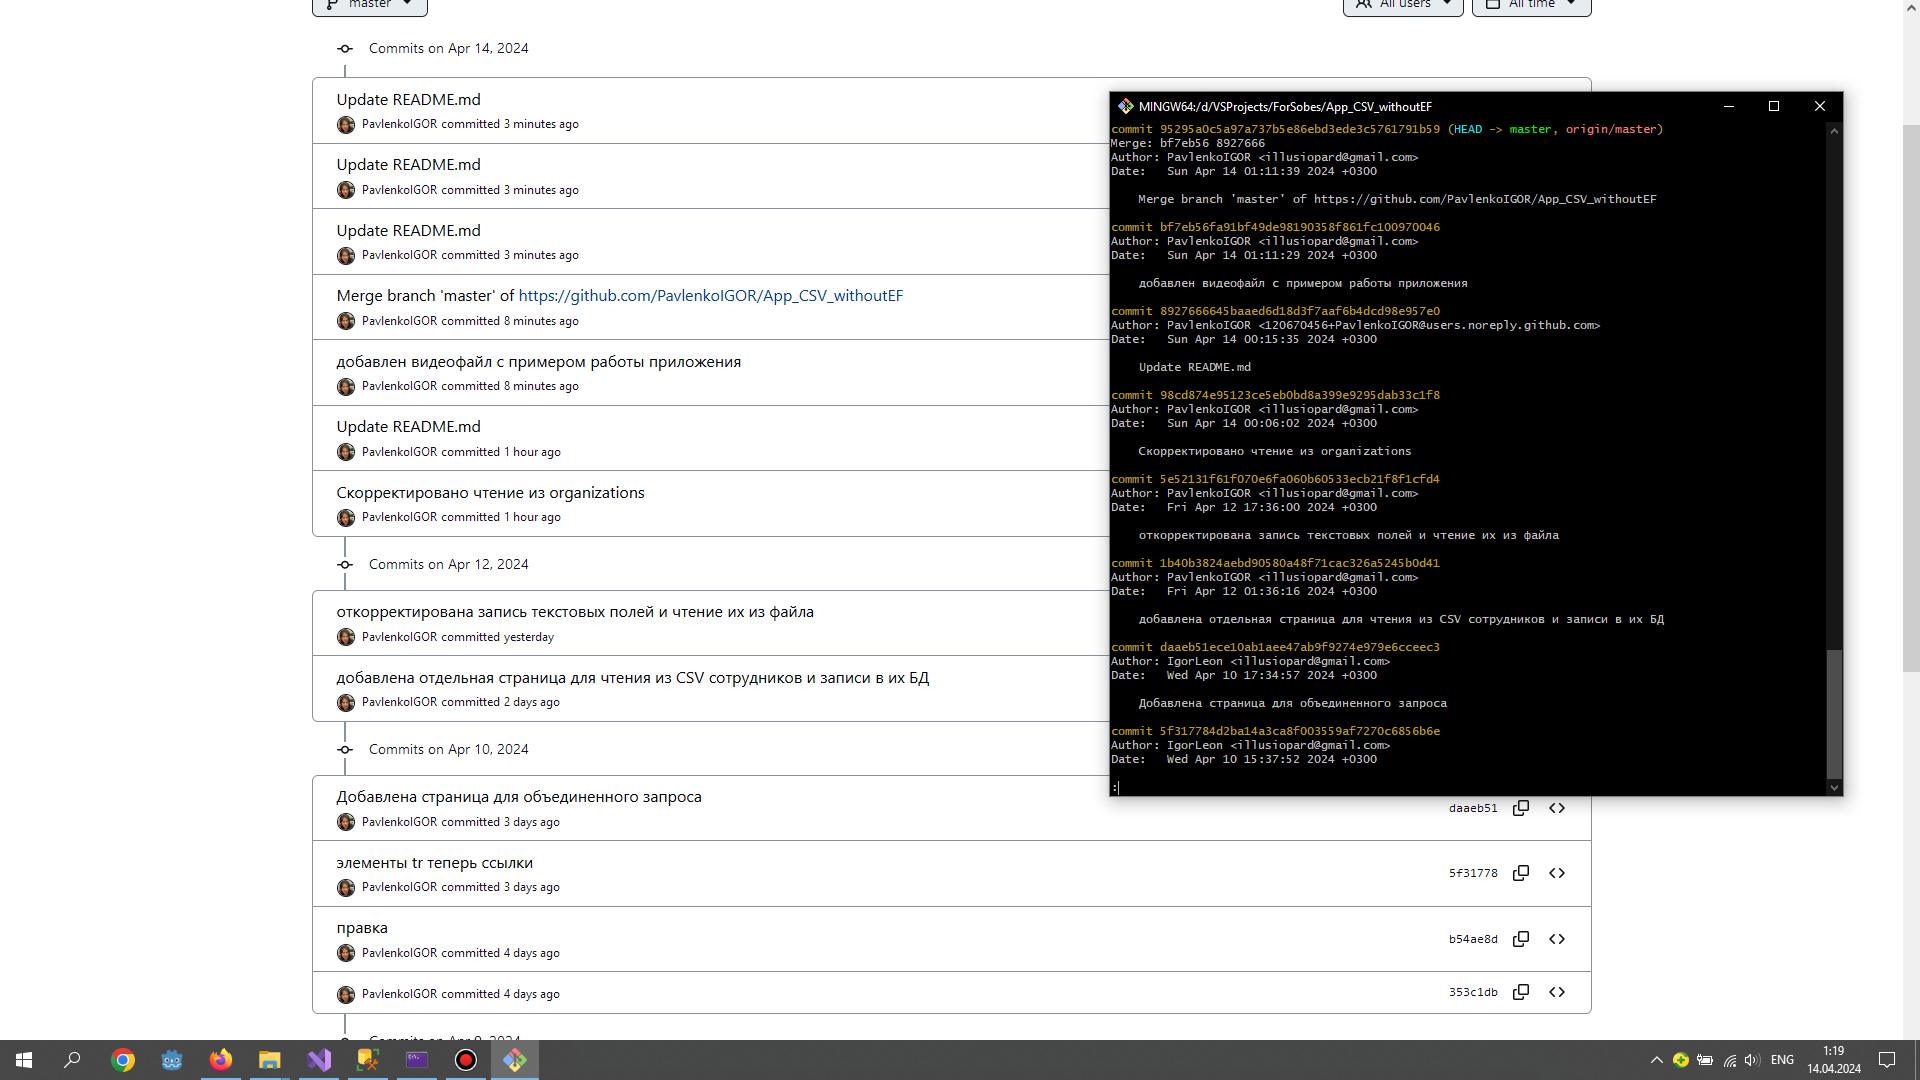 master
All users
All time
Commits on Apr 14, 2024
Update README.md
PavlenkoIGOR committed 3 minutes ago
Update README.md
PavlenkoIGOR committed 3 minutes ago
Update README.md
PavlenkoIGOR committed 3 minutes ago
Merge branch 'master' of https://github.com/PavlenkoIGOR/App_CSV_withoutEF
PavlenkoIGOR committed 8 minutes ago
добавлен видеофайл с примером работы приложения
PavlenkoIGOR committed 8 minutes ago
Update README.md
PavlenkoIGOR committed 1 hour ago
Скорректировано чтение из organizations
PavlenkoIGOR committed 1 hour ago
Commits on Apr 12, 2024
откорректирована запись текстовых полей и чтение их из файла
PavlenkoIGOR committed yesterday
добавлена отдельная страница для чтения из CSV сотрудников и записи в их БД
PavlenkoIGOR committed 2 days ago
Commits on Apr 10, 2024
Добавлена страница для объединенного запроса
PavlenkoIGOR committed 3 days ago
daaeb51
элементы tr теперь ссылки
PavlenkoIGOR committed 3 days ago
5f31778
правка
PavlenkoIGOR committed 4 days ago
b54ae8d
PavlenkoIGOR committed 4 days ago
353c1db
Commits on Apr 9, 2024
MINGW64:/d/VSProjects/ForSobes/App_CSV_withoutEF
commit 95295a0c5a97a737b5e86ebd3ede3c5761791b59 (HEAD -> master, origin/master)
Merge: bf7eb56 8927666
Author: PavlenkoIGOR <illusiopard@gmail.com>
Date:   Sun Apr 14 01:11:39 2024 +0300
Merge branch 'master' of https://github.com/PavlenkoIGOR/App_CSV_withoutEF
commit bf7eb56fa91bf49de98190358f861fc100970046
Author: PavlenkoIGOR <illusiopard@gmail.com>
Date:   Sun Apr 14 01:11:29 2024 +0300
добавлен видеофайл с примером работы приложения
commit 8927666645baaed6d18d3f7aaf6b4dcd98e957e0
Author: PavlenkoIGOR <120670456+PavlenkoIGOR@users.noreply.github.com>
Date:   Sun Apr 14 00:15:35 2024 +0300
Update README.md
commit 98cd874e95123ce5eb0bd8a399e9295dab33c1f8
Author: PavlenkoIGOR <illusiopard@gmail.com>
Date:   Sun Apr 14 00:06:02 2024 +0300
Скорректировано чтение из organizations
commit 5e52131f61f070e6fa060b60533ecb21f8f1cfd4
Author: PavlenkoIGOR <illusiopard@gmail.com>
Date:   Fri Apr 12 17:36:00 2024 +0300
откорректирована запись текстовых полей и чтение их из файла
commit 1b40b3824aebd90580a48f71cac326a5245b0d41
Author: PavlenkoIGOR <illusiopard@gmail.com>
Date:   Fri Apr 12 01:36:16 2024 +0300
добавлена отдельная страница для чтения из CSV сотрудников и записи в их БД
commit daaeb51ece10ab1aee47ab9f9274e979e6cceec3
Author: IgorLeon <illusiopard@gmail.com>
Date:   Wed Apr 10 17:34:57 2024 +0300
Добавлена страница для объединенного запроса
commit 5f317784d2ba14a3ca8f003559af7270c6856b6e
Author: IgorLeon <illusiopard@gmail.com>
Date:   Wed Apr 10 15:37:52 2024 +0300
:
ENG
1:19
14.04.2024